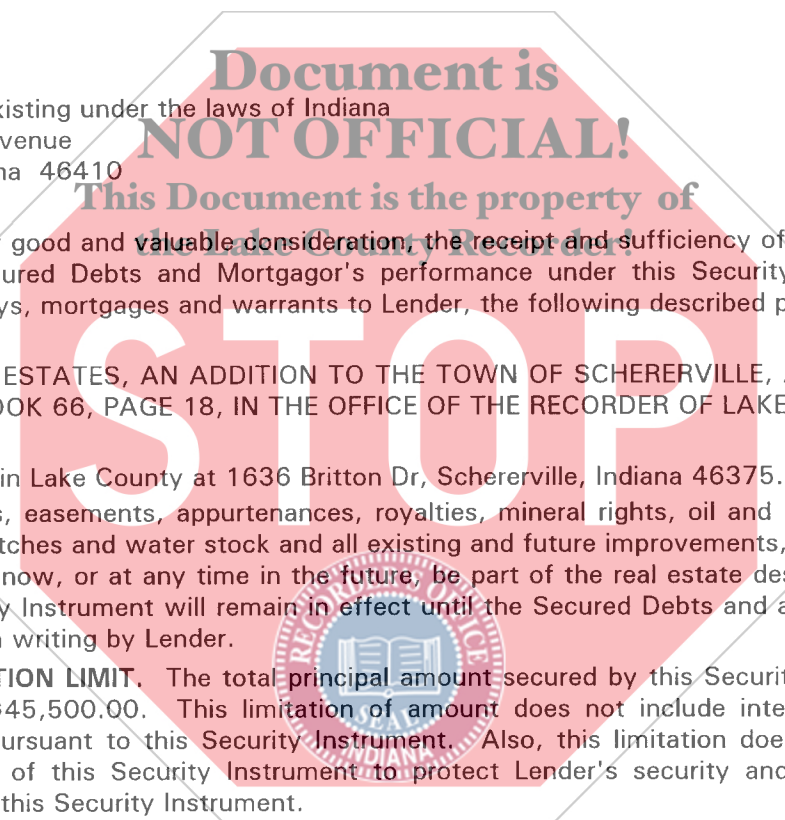 Document is
xisting under the laws of Indiana
venue
NOT OFFICIAL!
na 46410
This Document is the property of
the Lake County Recorder!
good and valuable consideration, the receipt and sufficiency of
ured Debts and Mortgagor's performance under this Security
ys, mortgages and warrants to Lender, the following described p
STOP
ESTATES, AN ADDITION TO THE TOWN OF SCHERERVILLE,
OOK 66, PAGE 18, IN THE OFFICE OF THE RECORDER OF LAKE
in Lake County at 1636 Britton Dr, Schererville, Indiana 46375.
s, easements, appurtenances, royalties, mineral rights, oil and
tches and water stock and all existing and future improvements,
now, or at any time in the future, be part of the real estate des
y Instrument will remain in effect until the Secured Debts and a
n writing by Lender.
RECORDER'S OFFICE
SEAL
INDIANA
TION LIMIT. The total principal amount secured by this Securit
$45,500.00. This limitation of amount does not include inte
ursuant to this Security Instrument. Also, this limitation doe
of this Security Instrument to protect Lender's security and
this Security Instrument.